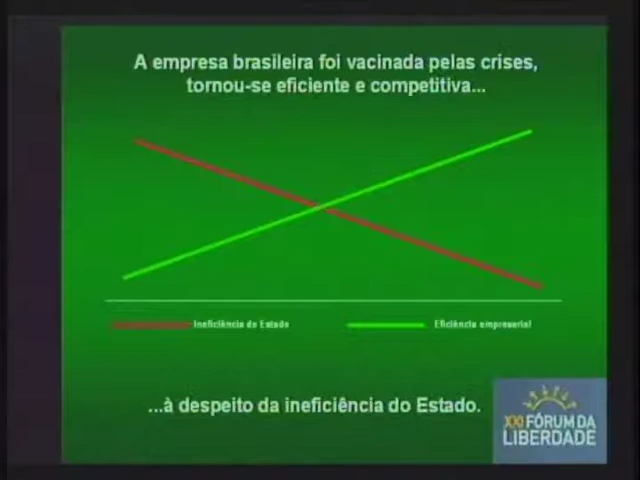 A empresa brasileira foi vacinada pelas crises,
tornou-se eficiente e competitiva...
Ineficiência do Estado
Eficiência empresarial
...à despeito da ineficiência do Estado.
XXI FÓRUM DA
LIBERDADE